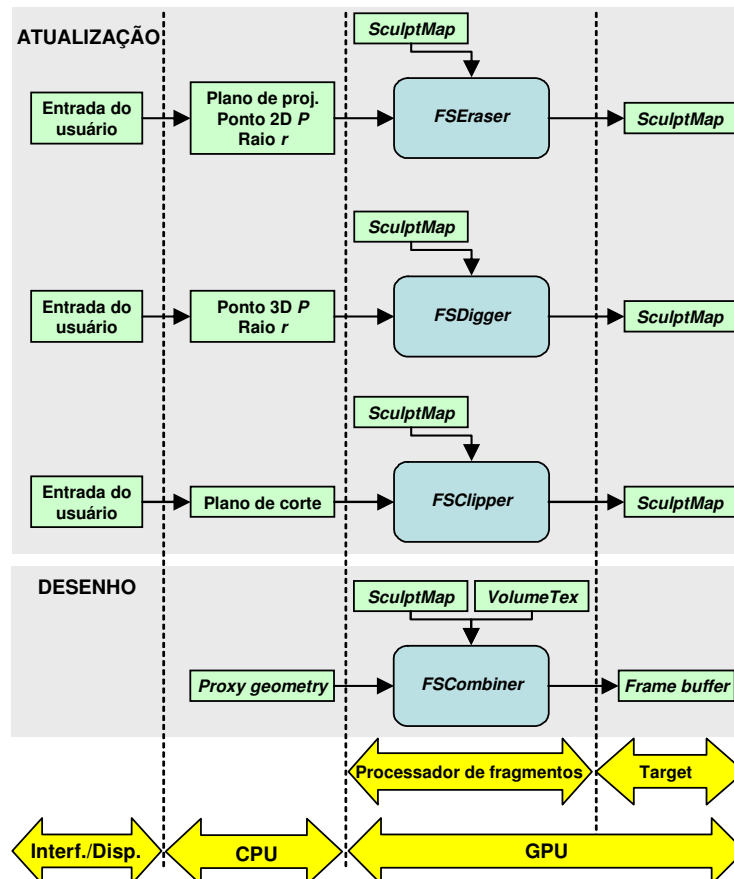 ATUALIZAÇÃO
SculptMap
Entrada do
usuário
Plano de proj.
Ponto 2D P
Raio r
FSEraser
SculptMap
SculptMap
Entrada do
usuário
Ponto 3D P
Raio r
FSDigger
SculptMap
SculptMap
Entrada do
usuário
Plano de corte
FSClipper
SculptMap
DESENHO
SculptMap
VolumeTex
Proxy geometry
FSCombiner
Frame buffer
Processador de fragmentos
Target
Interf./Disp.
CPU
GPU